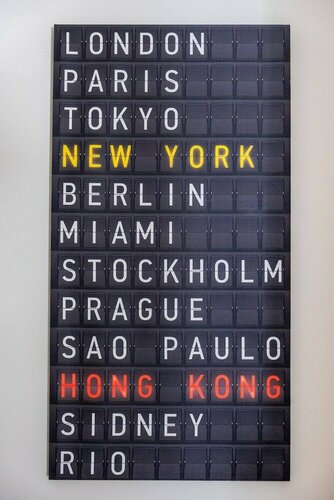 LONDON
PARIS
TOKYO
NEW YORK
BERLIN
MIAMI
STOCKHOLM
PRAGUE
SAO PAULO
HONG KONG
SIDNEY
RIO